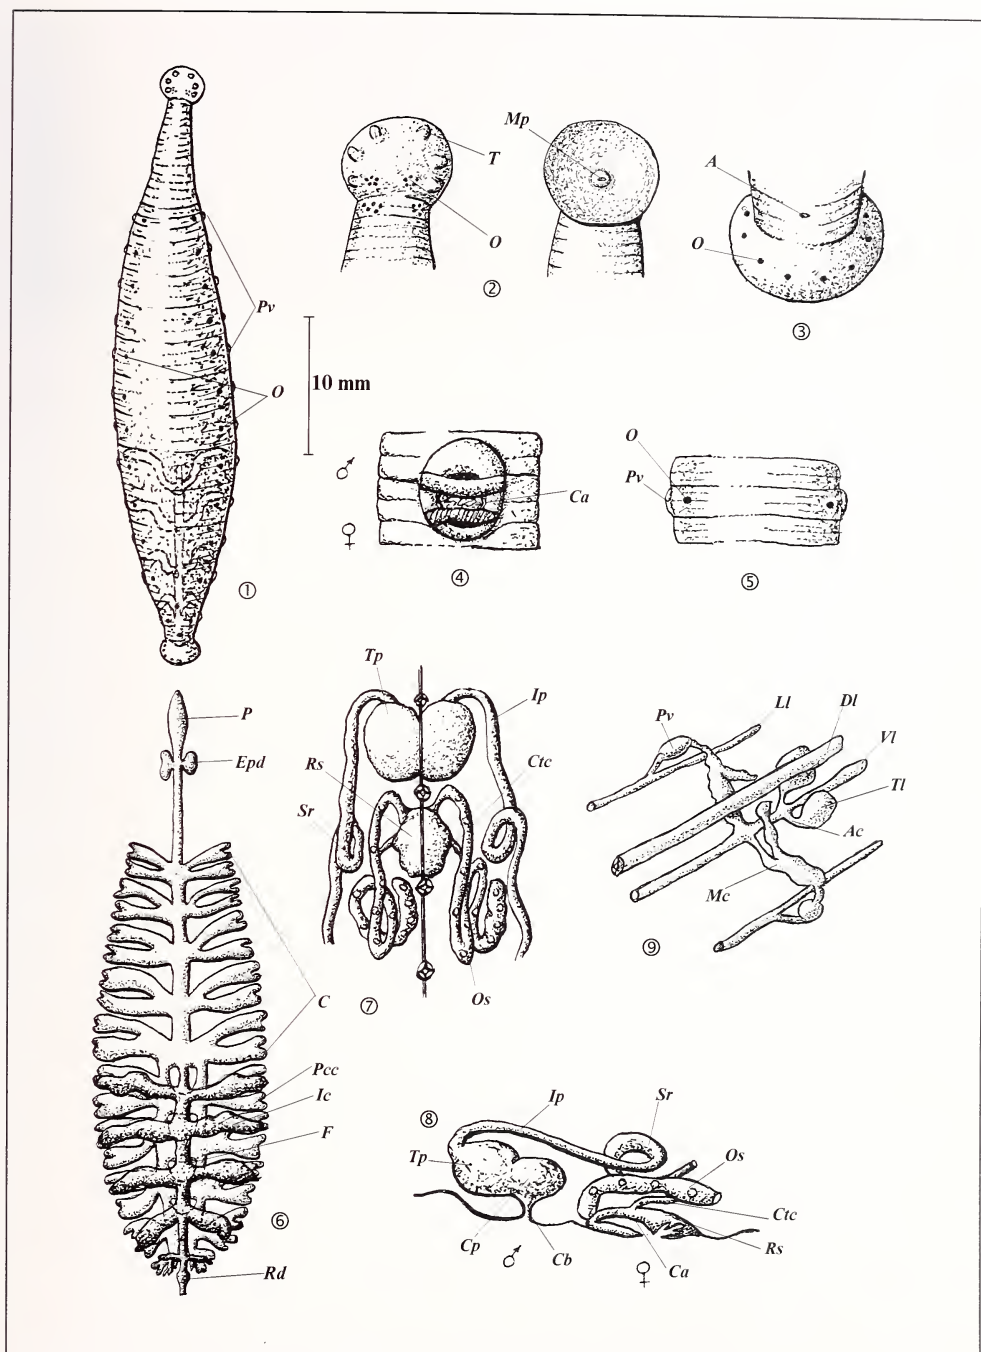 Pv
O
10 mm
①
T
O
Mp
②
A
O
③
♂
♀
Ca
④
O
Pv
⑤
P
Epd
C
Pcc
Ic
F
Rd
⑥
Tp
Ip
Rs
Ctc
Sr
Os
⑦
⑧
Ip
Sr
Tp
Os
Ctc
Cp
♂
Cb
♀
Ca
Rs
Pv
Ll
Dl
Vl
Tl
Ac
Mc
⑨